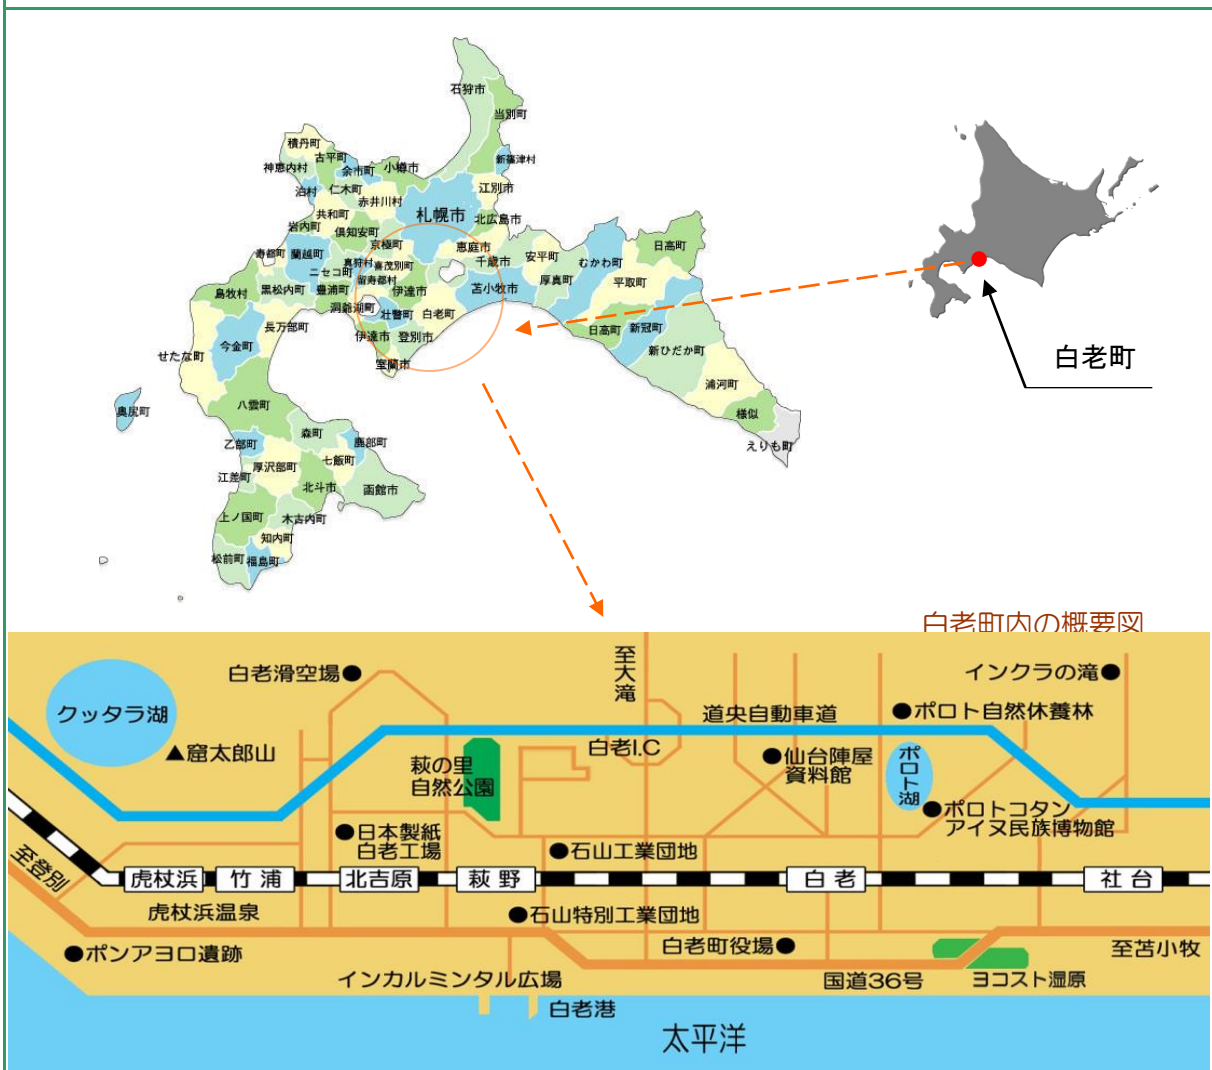 石狩市
当別町
積丹町
古平町
新篠津村
神恵内村
余市町
小樽市
泊村
仁木町
江別市
赤井川村
共和町
札幌市
北広島市
岩内町
倶知安町
京極町
恵庭市
日高町
寿都町
蘭越町
真狩村
喜茂別町
千歳市
安平町
むかわ町
ニセコ町
留寿都村
厚真町
平取町
島牧村
黒松内町
豊浦町
伊達市
苫小牧市
洞爺湖町
壮瞥町
白老町
長万部町
伊達市
登別市
日高町
新冠町
今金町
せたな町
室蘭市
新ひだか町
白老町
浦河町
奥尻町
八雲町
様似
森町
えりも町
乙部町
鹿部町
厚沢部町
七飯町
江差町
北斗市
函館市
上ノ国町
木古内町
知内町
松前町
福島町
白老町内の概要図
白老滑空場
至大滝
インクラの滝
クッタラ湖
道央自動車道
ポロト自然休養林
▲窟太郎山
白老I.C
萩の里
自然公園
仙台陣屋
資料館
ポロト湖
日本製紙
白老工場
ポロトコタン
アイヌ民族博物館
至登別
石山工業団地
虎杖浜
竹浦
北吉原
萩野
白老
社台
虎杖浜温泉
石山特別工業団地
ポンアヨロ遺跡
白老町役場
至苫小牧
インカルミンタル広場
国道36号
ヨコスト湿原
白老港
太平洋